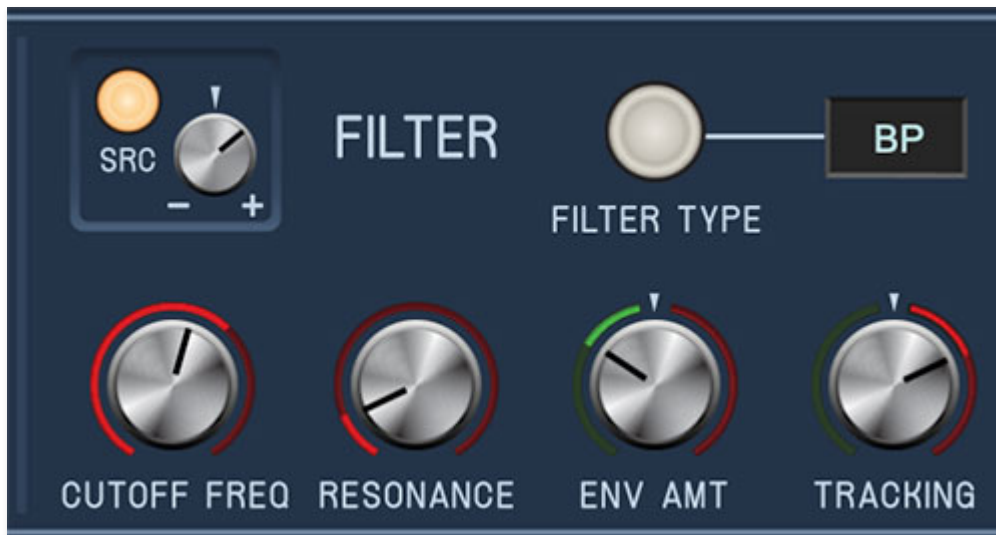 SRC
- +
FILTER
FILTER TYPE
BP
CUTOFF FREQ
RESONANCE
ENV AMT
TRACKING